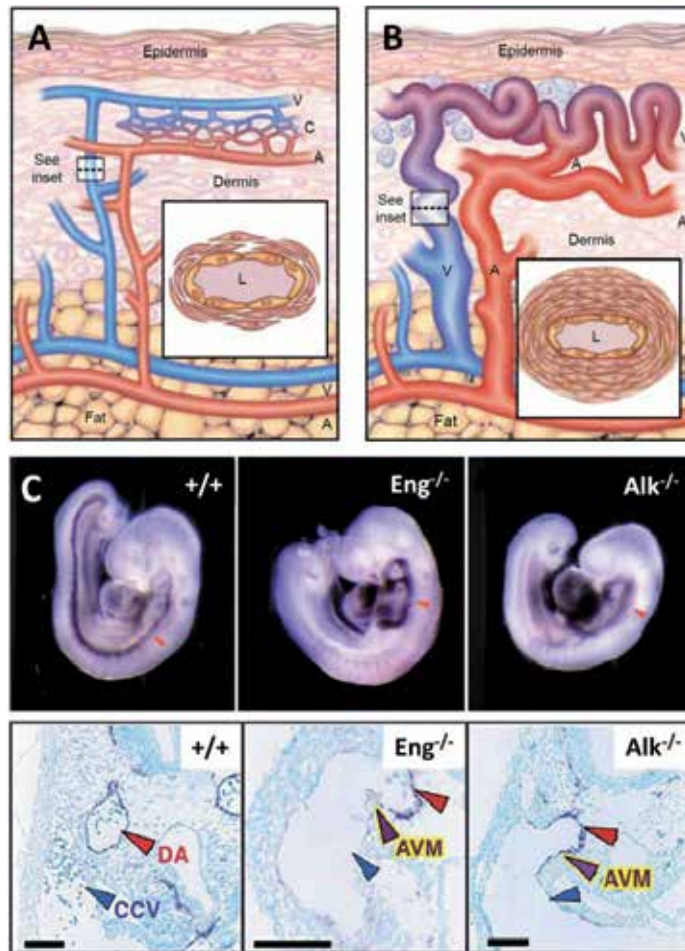 A
Epidermis
V
C
A
See
inset
Dermis
L
V
Fat
A
B
Epidermis
V
A
A
See
inset
Dermis
V
A
L
Fat
C
+/+
Eng-/-
Alk-/-
+/+
DA
CCV
Eng-/-
AVM
Alk-/-
AVM